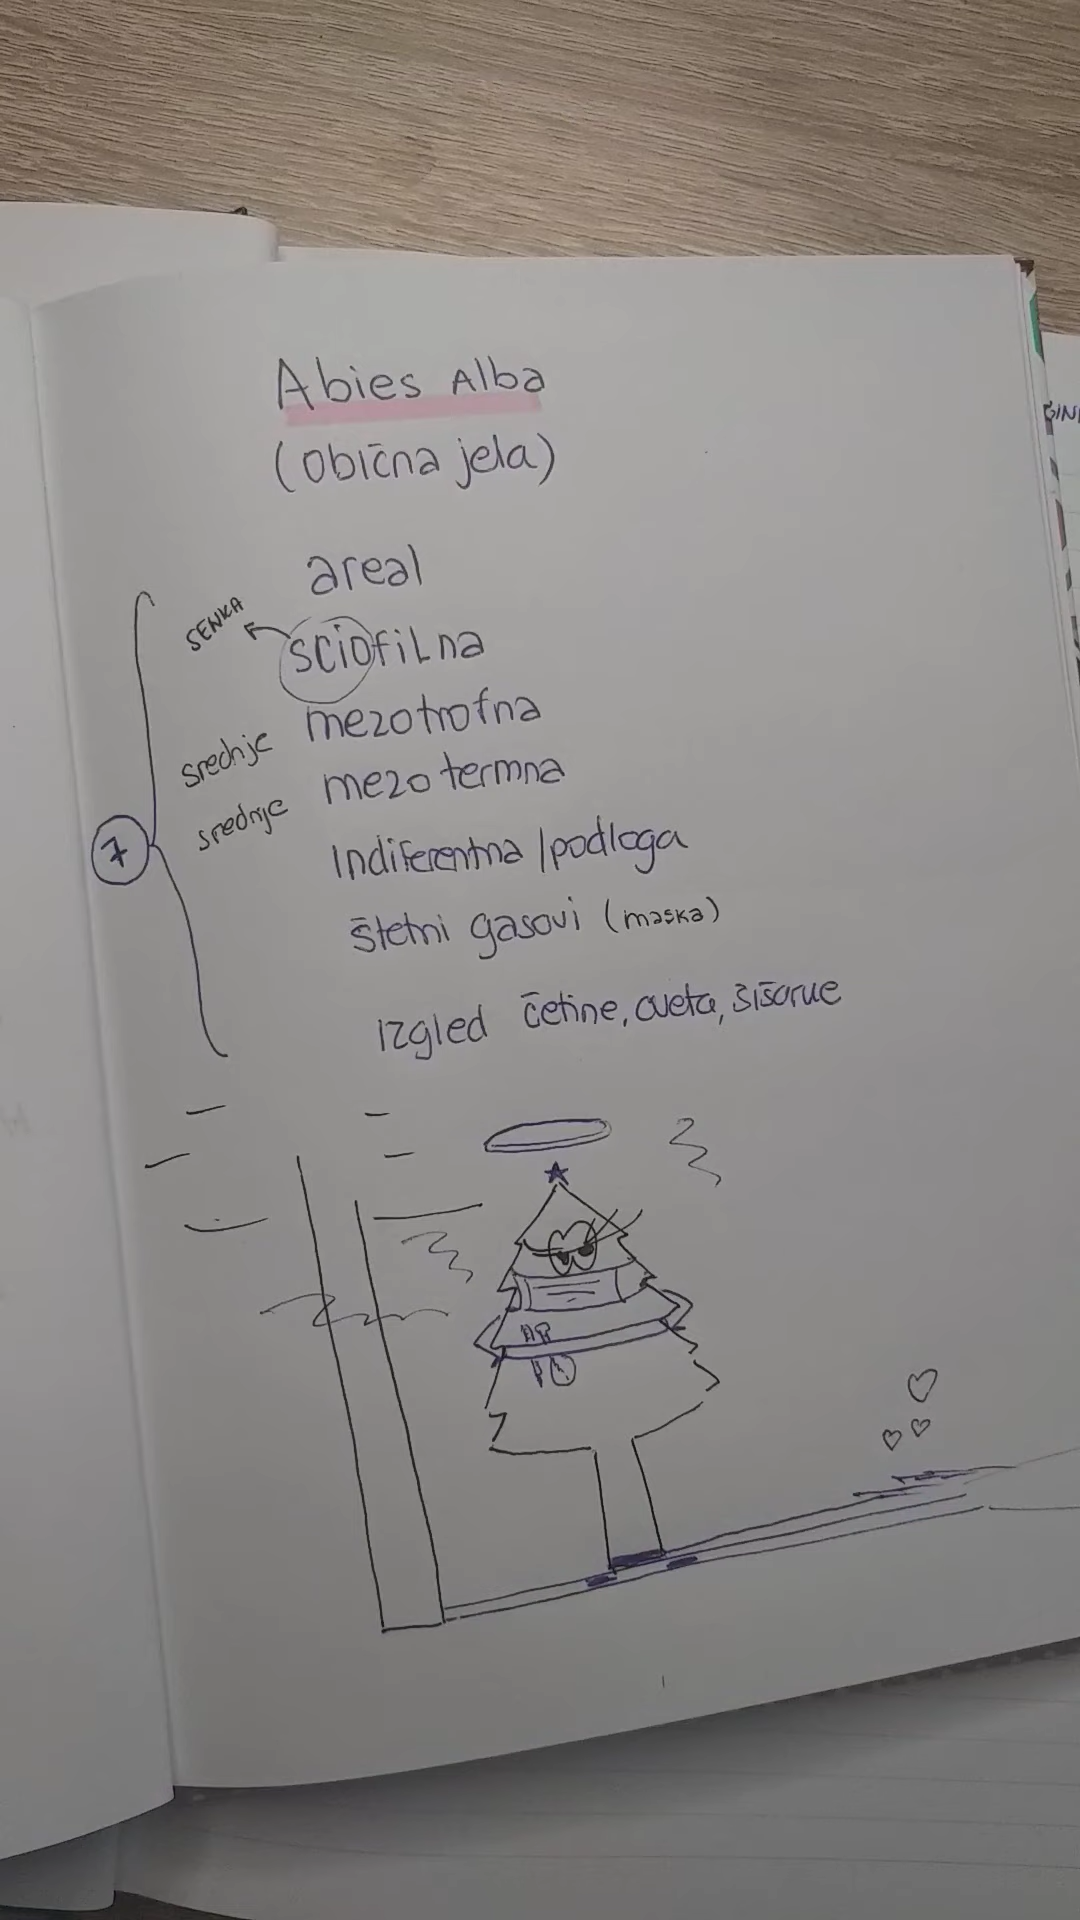 Abies Alba
(Obična jela)
areal
SENKA
sciofilna
srednje mezotrofna
srednje mezotermna
Indiferentna /podloga
7
štetni gasovi (maska)
Izgled četine, cveta, šišarve